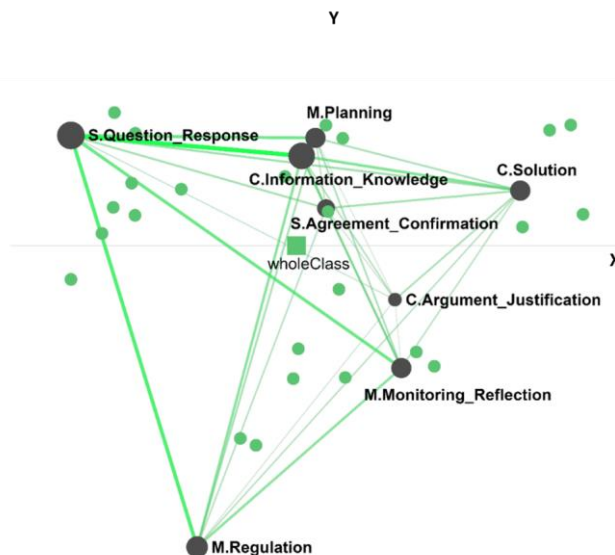 Y
M.Planning
S.Question_Response
C.Solution
C.Information_Knowledge
S.Agreement_Confirmation
X
wholeClass
C.Argument_Justification
M.Monitoring_Reflection
M.Regulation